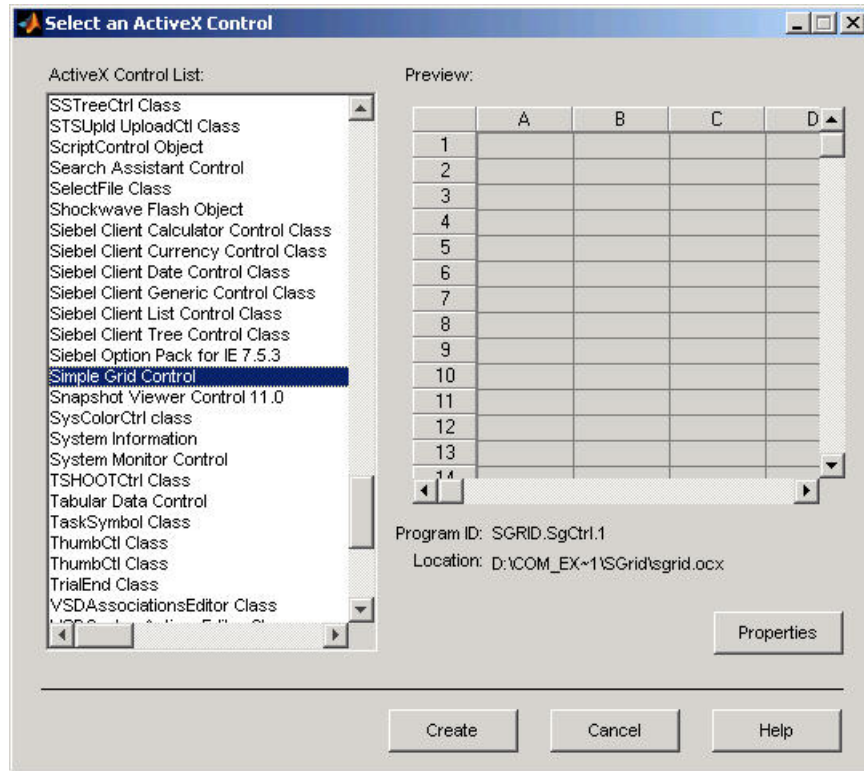 Select an ActiveX Control
ActiveX Control List:
SSTreeCtrl Class
STSUpld UploadCtl Class
ScriptControl Object
Search Assistant Control
SelectFile Class
Shockwave Flash Object
Siebel Client Calculator Control Class
Siebel Client Currency Control Class
Siebel Client Date Control Class
Siebel Client Generic Control Class
Siebel Client List Control Class
Siebel Client Tree Control Class
Siebel Option Pack for IE 7.5.3
Simple Grid Control
Snapshot Viewer Control 11.0
SysColorCtrl class
System Information
System Monitor Control
TSHOOTCtrl Class
Tabular Data Control
TaskSymbol Class
ThumbCtl Class
ThumbCtl Class
TrialEnd Class
VSDAssociationsEditor Class
Preview:
A B C D
1
2
3
4
5
6
7
8
9
10
11
12
13
14
Program ID: SGRID.SgCtrl.1
Location: D:\COM_EX~1\SGrid\sgrid.ocx
Properties
Create Cancel Help